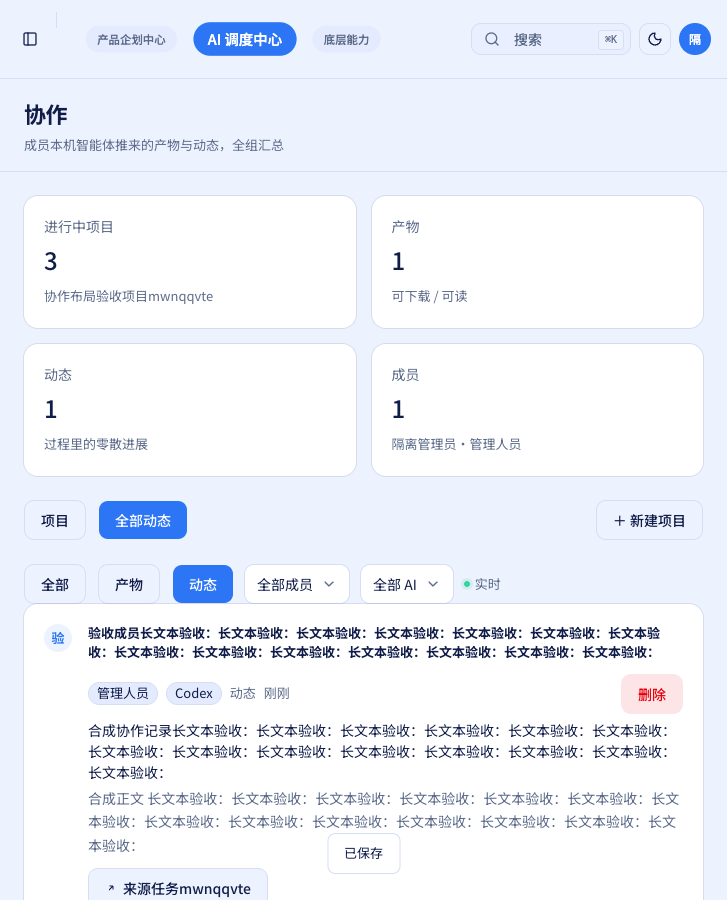 产品企划中心 AI 调度中心 底层能力 搜索 ⌘K 隔
协作
成员本机智能体推来的产物与动态，全组汇总
进行中项目
3
协作布局验收项目mwnqqvte
产物
1
可下载 / 可读
动态
1
过程里的零散进展
成员
1
隔离管理员・管理人员
项目 全部动态 + 新建项目
全部 产物 动态 全部成员 全部 AI 实时
验
验收成员长文本验收：长文本验收：长文本验收：长文本验收：长文本验收：长文本验收：长文本验
收：长文本验收：长文本验收：长文本验收：长文本验收：长文本验收：长文本验收：长文本验收：
管理人员 Codex 动态 刚刚 删除
合成协作记录长文本验收：长文本验收：长文本验收：长文本验收：长文本验收：长文本验收：
长文本验收：长文本验收：长文本验收：长文本验收：长文本验收：长文本验收：长文本验收：
长文本验收：
合成正文 长文本验收：长文本验收：长文本验收：长文本验收：长文本验收：长文本验收：长文
本验收：长文本验收：长文本验收：长文本验收：长文本验收：长文本验收：长文本验收：长文
本验收：
已保存
↗ 来源任务mwnqqvte